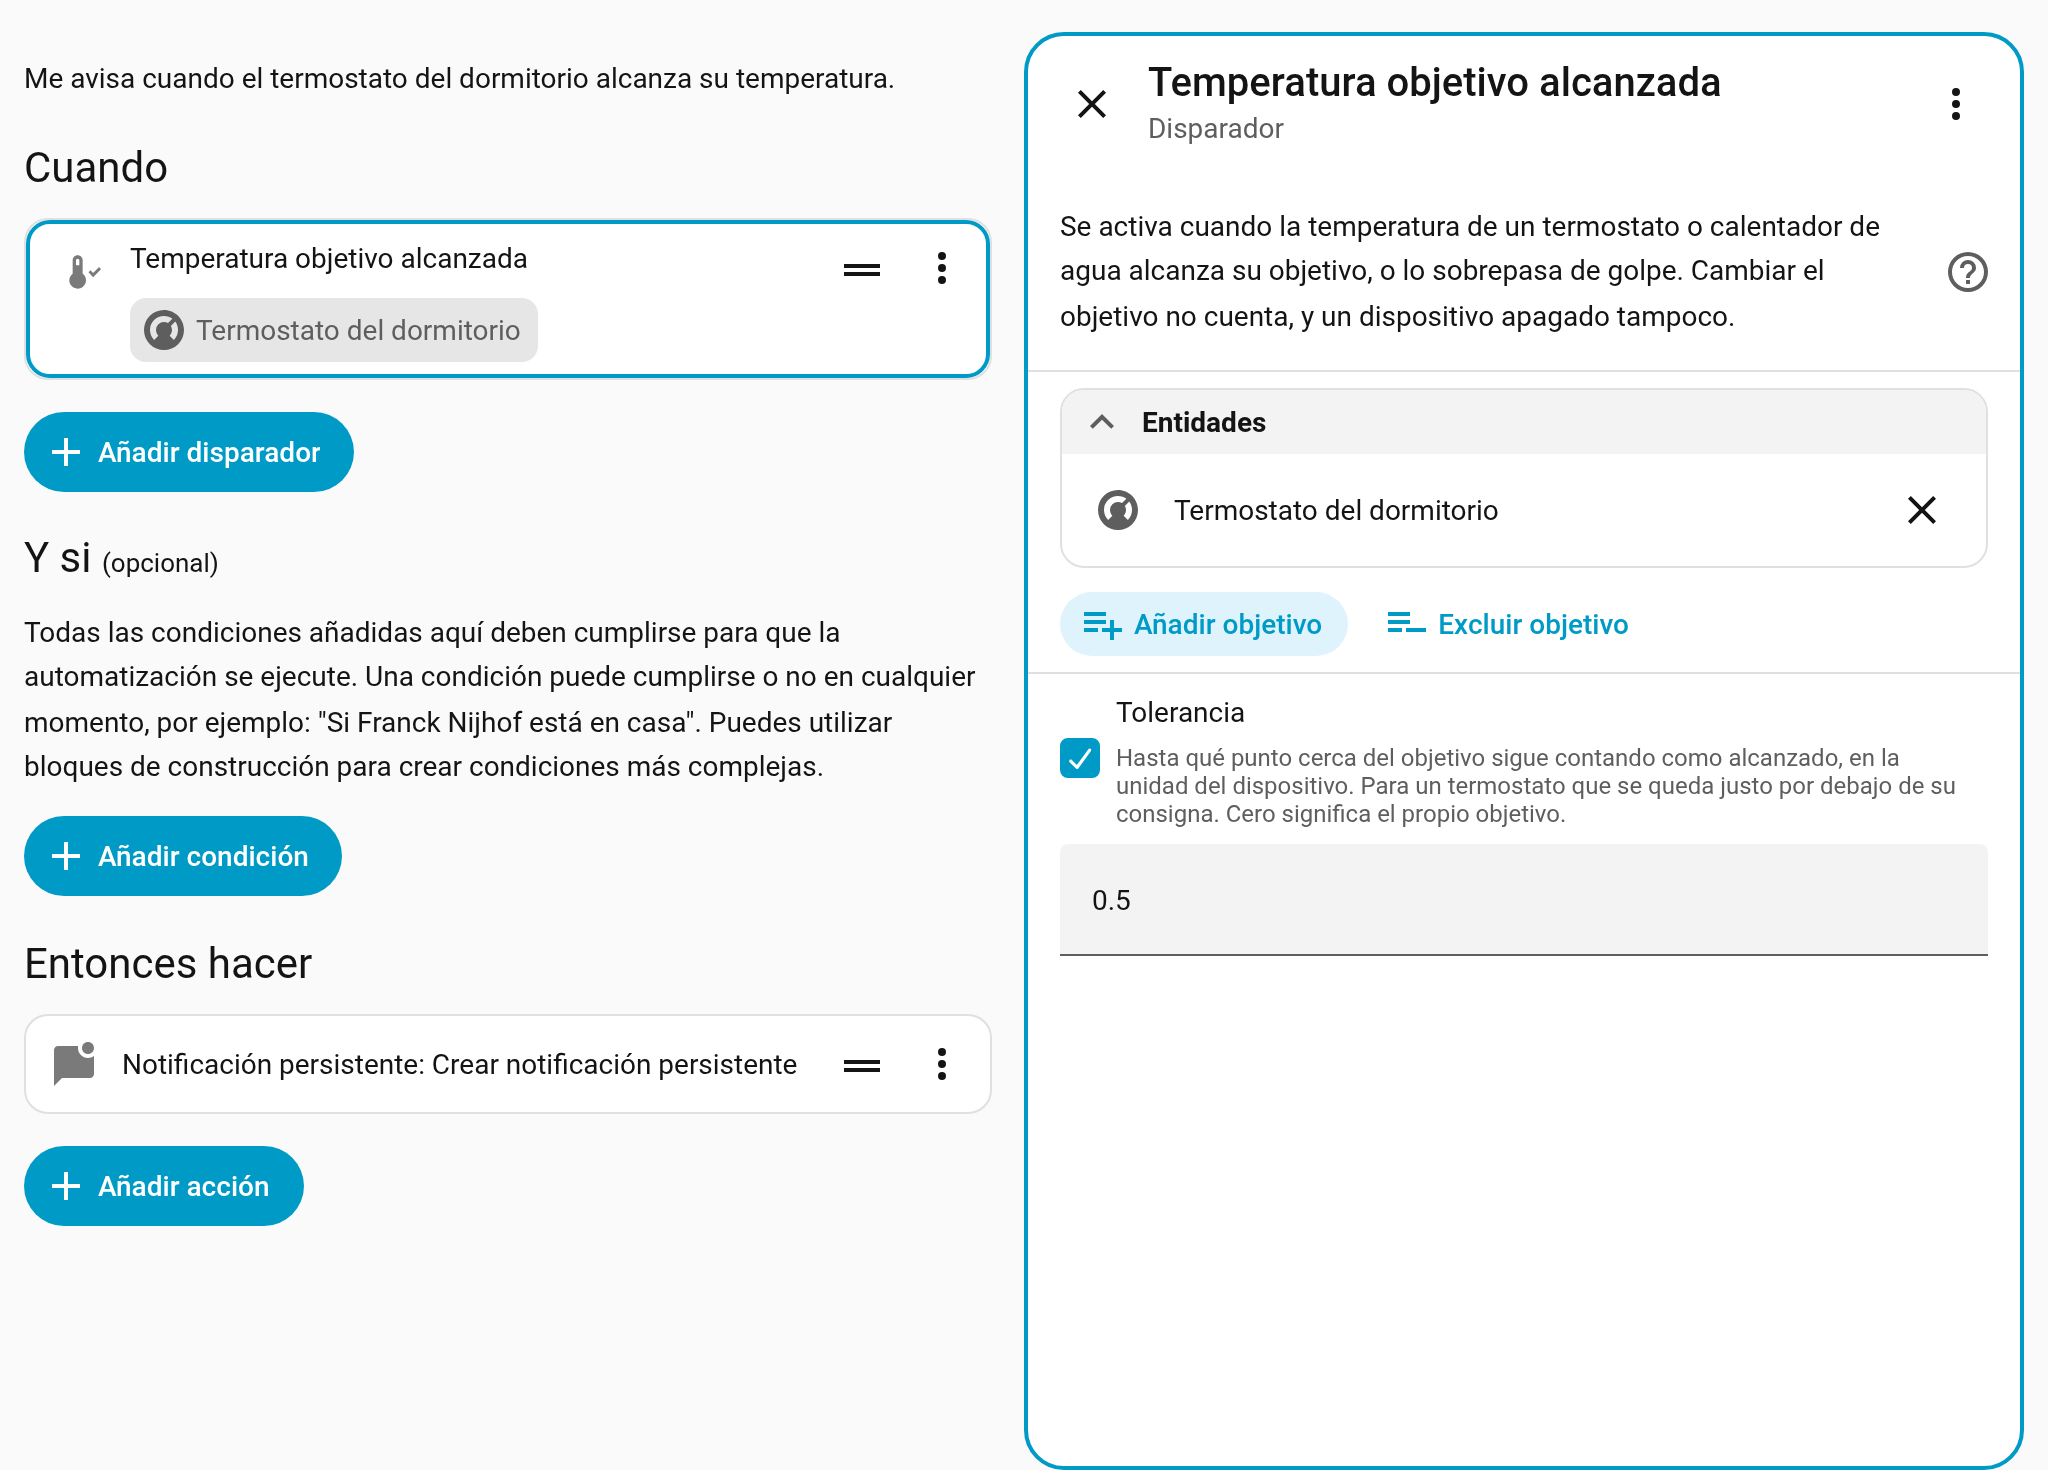 Me avisa cuando el termostato del dormitorio alcanza su temperatura.
Cuando
Temperatura objetivo alcanzada
Termostato del dormitorio
Añadir disparador
Y si (opcional)
Todas las condiciones añadidas aquí deben cumplirse para que la
automatización se ejecute. Una condición puede cumplirse o no en cualquier
momento, por ejemplo: "Si Franck Nijhof está en casa". Puedes utilizar
bloques de construcción para crear condiciones más complejas.
Añadir condición
Entonces hacer
Notificación persistente: Crear notificación persistente
Añadir acción
Temperatura objetivo alcanzada
Disparador
Se activa cuando la temperatura de un termostato o calentador de
agua alcanza su objetivo, o lo sobrepasa de golpe. Cambiar el
objetivo no cuenta, y un dispositivo apagado tampoco.
Entidades
Termostato del dormitorio
Añadir objetivo
Excluir objetivo
Tolerancia
Hasta qué punto cerca del objetivo sigue contando como alcanzado, en la
unidad del dispositivo. Para un termostato que se queda justo por debajo de su
consigna. Cero significa el propio objetivo.
0.5